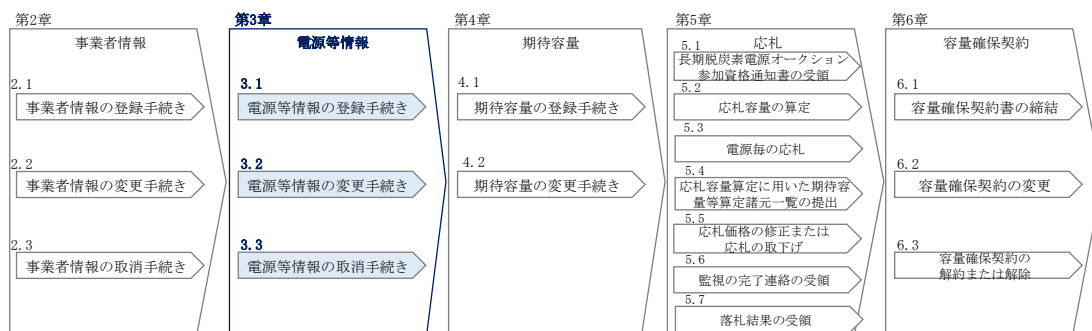 第2章
事業者情報
2.1
事業者情報の登録手続き
2.2
事業者情報の変更手続き
2.3
事業者情報の取消手続き
第3章
電源等情報
3.1
電源等情報の登録手続き
3.2
電源等情報の変更手続き
3.3
電源等情報の取消手続き
第4章
期待容量
4.1
期待容量の登録手続き
4.2
期待容量の変更手続き
第5章
応札
5.1
長期脱炭素電源オークション
参加資格通知書の受領
5.2
応札容量の算定
5.3
電源毎の応札
5.4
応札容量算定に用いた期待容
量等算定諸元一覧の提出
5.5
応札価格の修正または
応札の取下げ
5.6
監視の完了連絡の受領
5.7
落札結果の受領
第6章
容量確保契約
6.1
容量確保契約書の締結
6.2
容量確保契約の変更
6.3
容量確保契約の
解約または解除